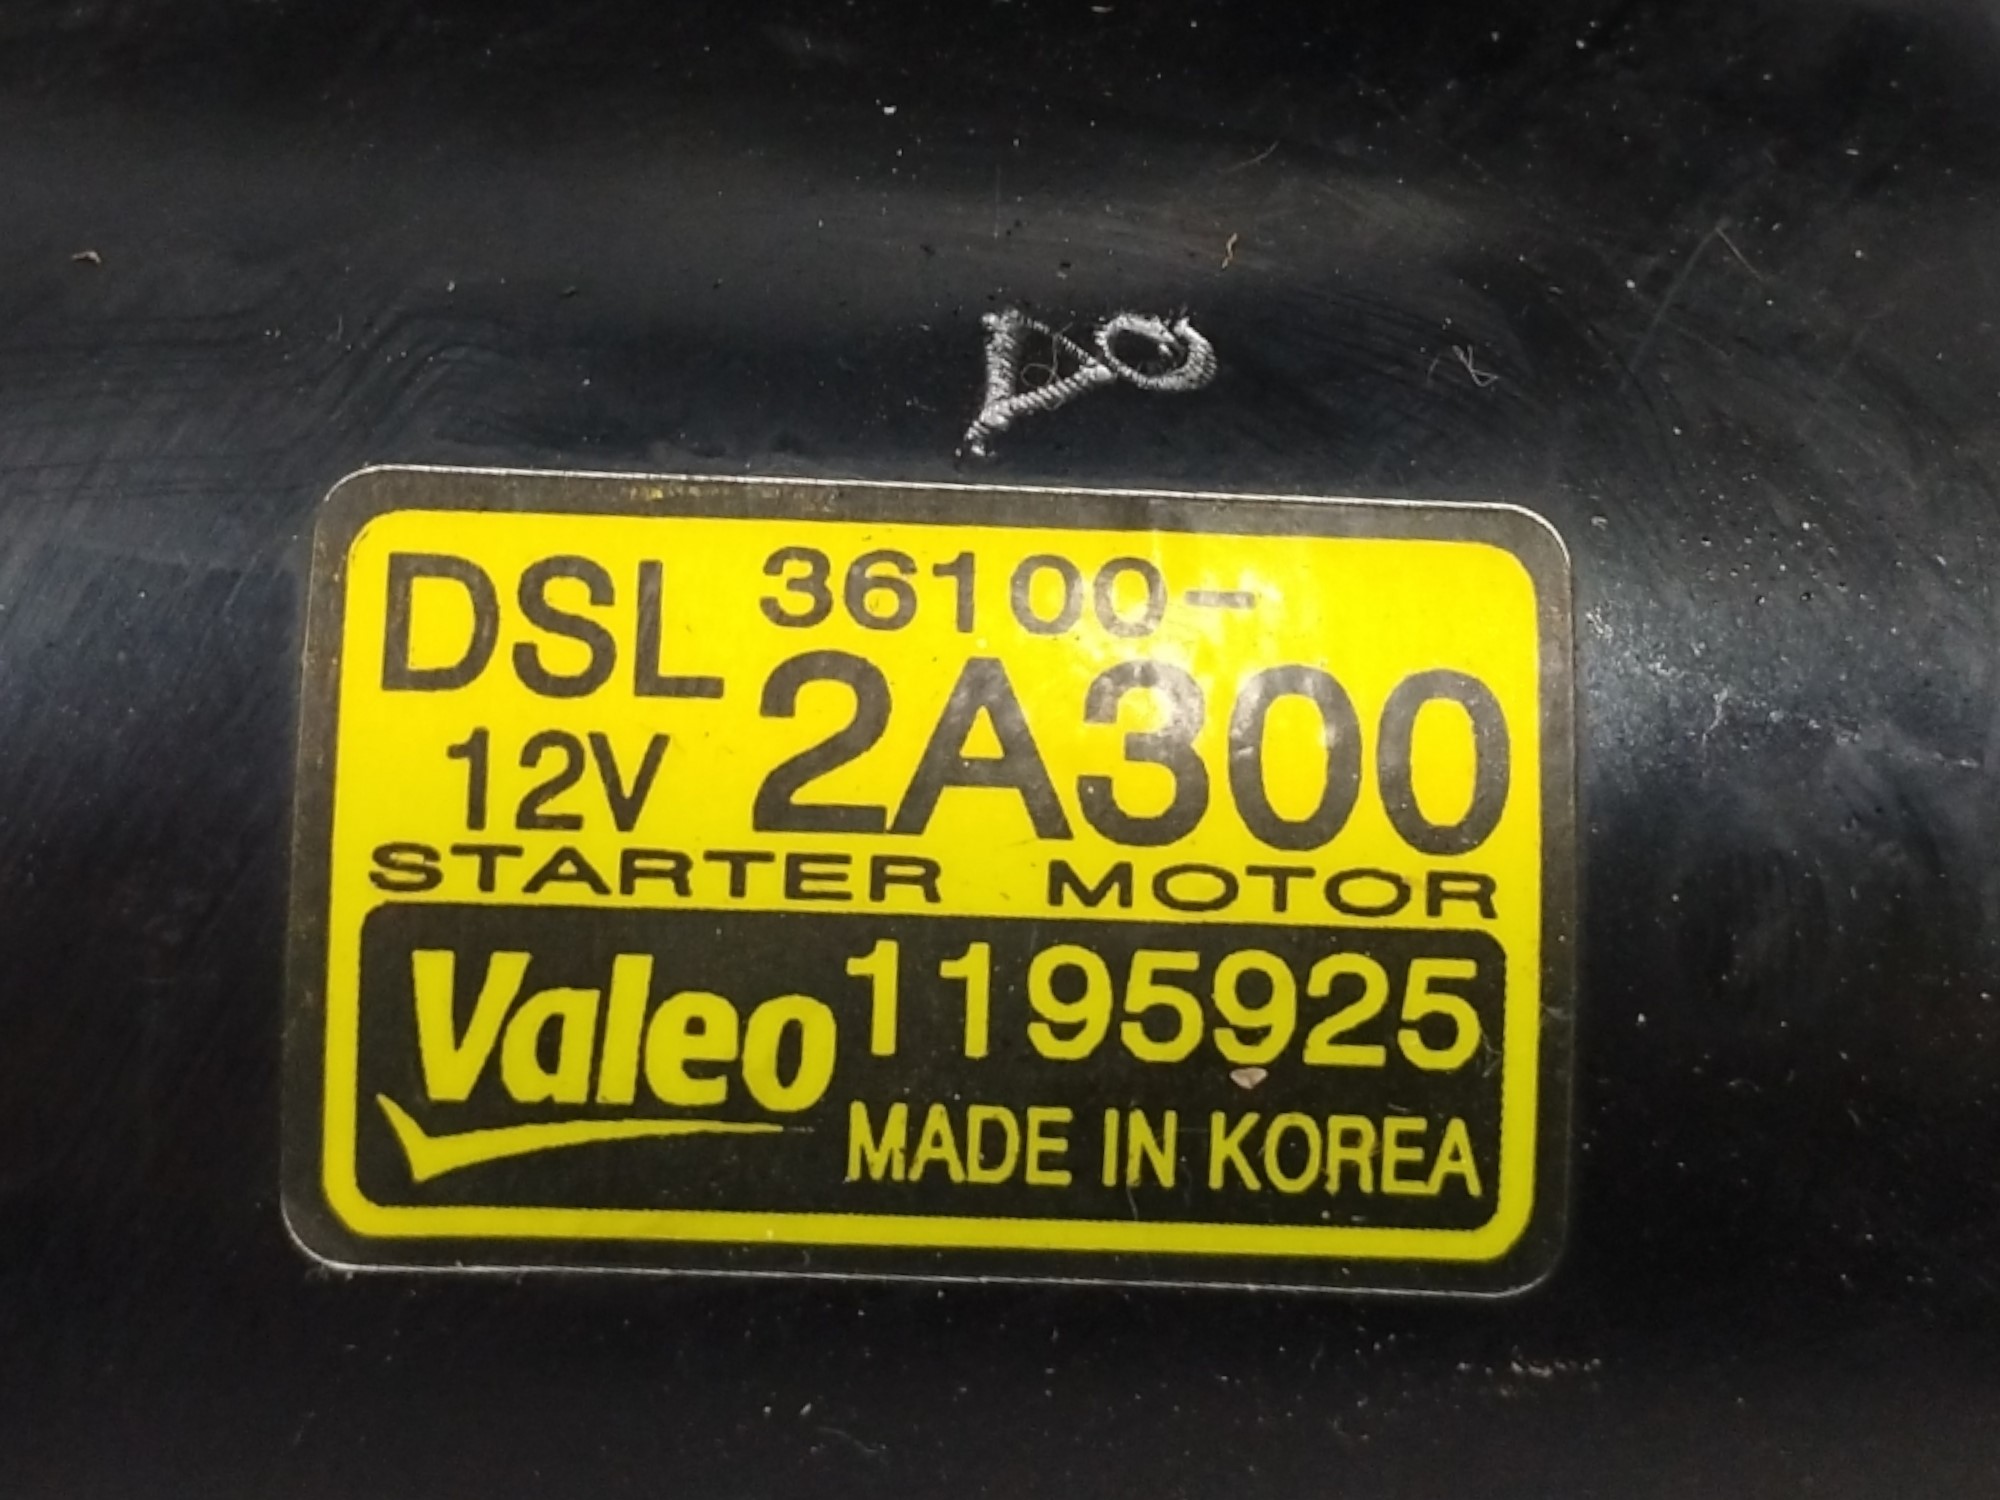 DSL 36100-
12V 2A300
STARTER MOTOR
Valeo 1195925
MADE IN KOREA